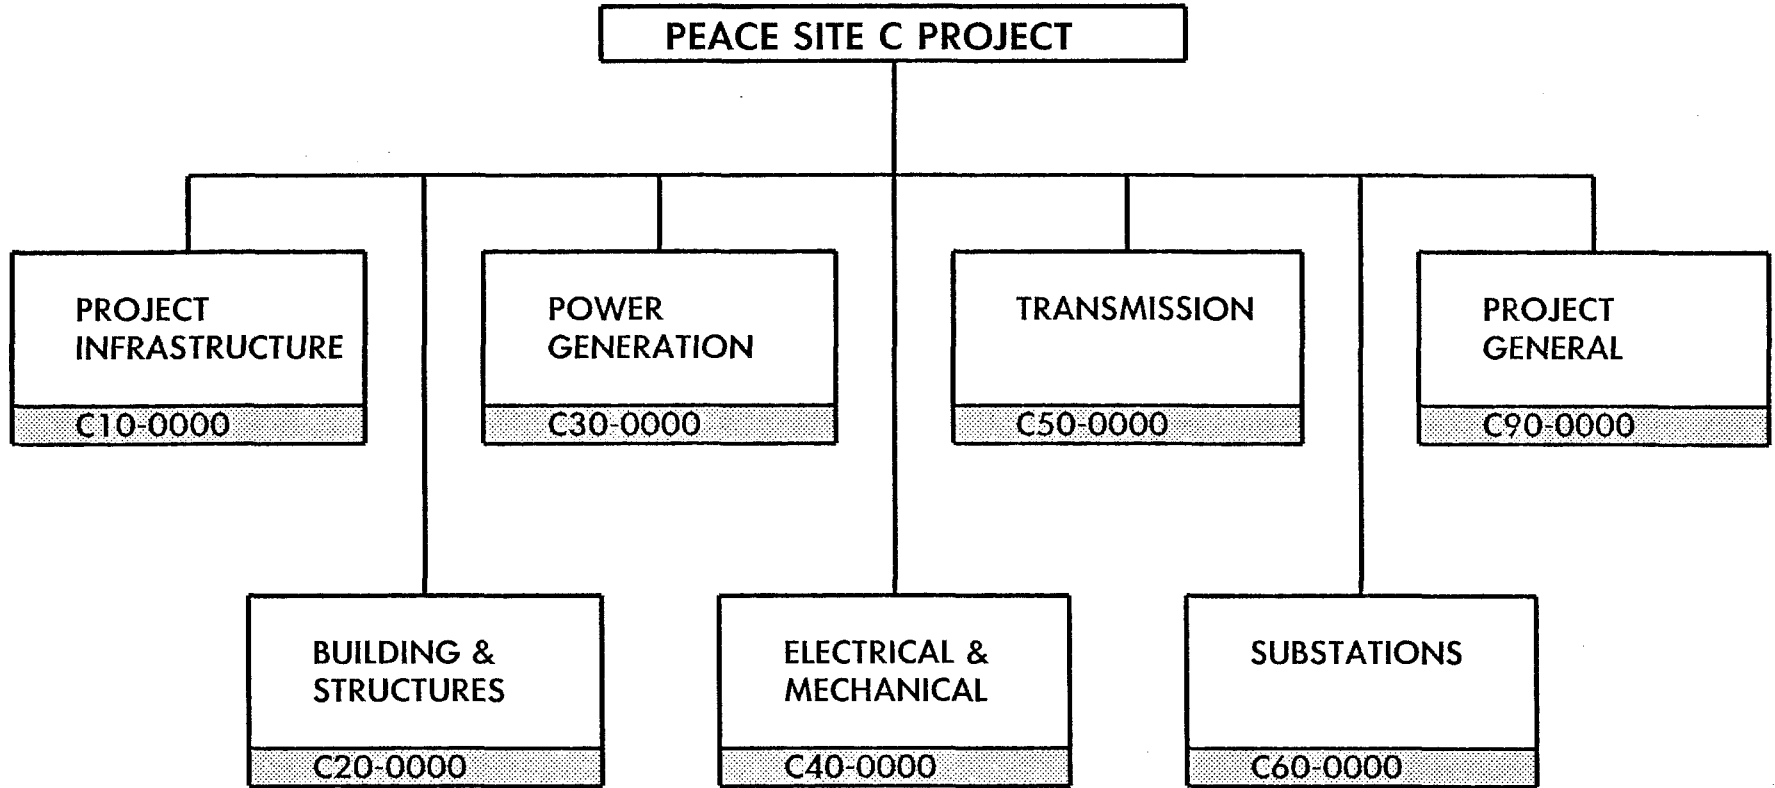 PEACE SITE C PROJECT
PROJECT
INFRASTRUCTURE
C10-0000
POWER
GENERATION
C30-0000
TRANSMISSION
C50-0000
PROJECT
GENERAL
C90-0000
BUILDING &
STRUCTURES
C20-0000
ELECTRICAL &
MECHANICAL
C40-0000
SUBSTATIONS
C60-0000